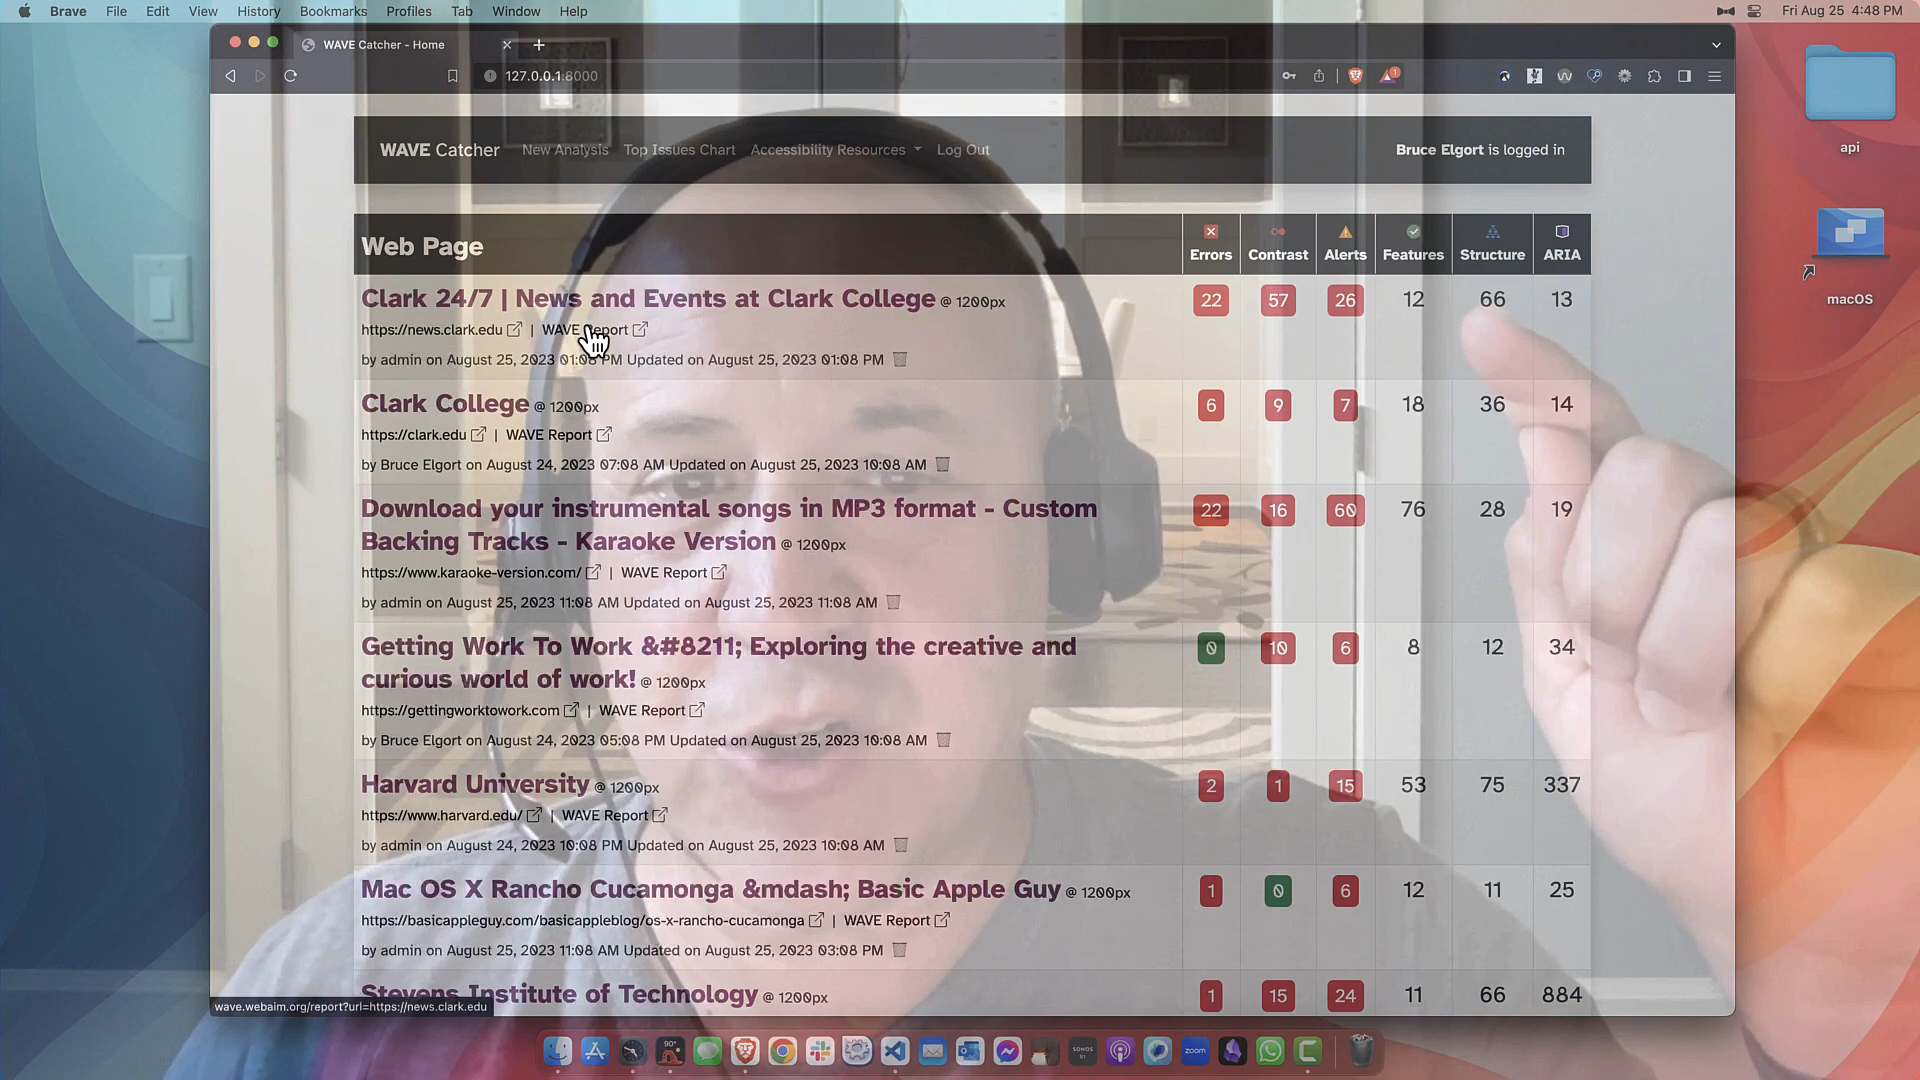 Brave File Edit View History Bookmarks Profiles Tab Window Help Fri Aug 25 4:48 PM
WAVE Catcher - Home
127.0.0.1:8000
1
api
macOS
WAVE Catcher New Analysis Top Issues Chart Accessibility Resources Log Out Bruce Elgort is logged in
Web Page Errors Contrast Alerts Features Structure ARIA
Clark 24/7 | News and Events at Clark College @ 1200px 22 57 26 12 66 13
https://news.clark.edu | WAVE Report
by admin on August 25, 2023 01:08 PM Updated on August 25, 2023 01:08 PM
Clark College @ 1200px 6 9 7 18 36 14
https://clark.edu | WAVE Report
by Bruce Elgort on August 24, 2023 07:08 AM Updated on August 25, 2023 10:08 AM
Download your instrumental songs in MP3 format - Custom 22 16 60 76 28 19
Backing Tracks - Karaoke Version @ 1200px
https://www.karaoke-version.com/ | WAVE Report
by admin on August 25, 2023 11:08 AM Updated on August 25, 2023 11:08 AM
Getting Work To Work &#8211; Exploring the creative and 0 10 6 8 12 34
curious world of work! @ 1200px
https://gettingworktowork.com | WAVE Report
by Bruce Elgort on August 24, 2023 05:08 PM Updated on August 25, 2023 10:08 AM
Harvard University @ 1200px 2 1 15 53 75 337
https://www.harvard.edu/ | WAVE Report
by admin on August 24, 2023 10:08 PM Updated on August 25, 2023 10:08 AM
Mac OS X Rancho Cucamonga &mdash; Basic Apple Guy @ 1200px 1 0 6 12 11 25
https://basicappleguy.com/basicappleblog/os-x-rancho-cucamonga | WAVE Report
by admin on August 25, 2023 11:08 AM Updated on August 25, 2023 03:08 PM
Stevens Institute of Technology @ 1200px 1 15 24 11 66 884
wave.webaim.org/report?url=https://news.clark.edu
90°
SONOS
S1
zoom